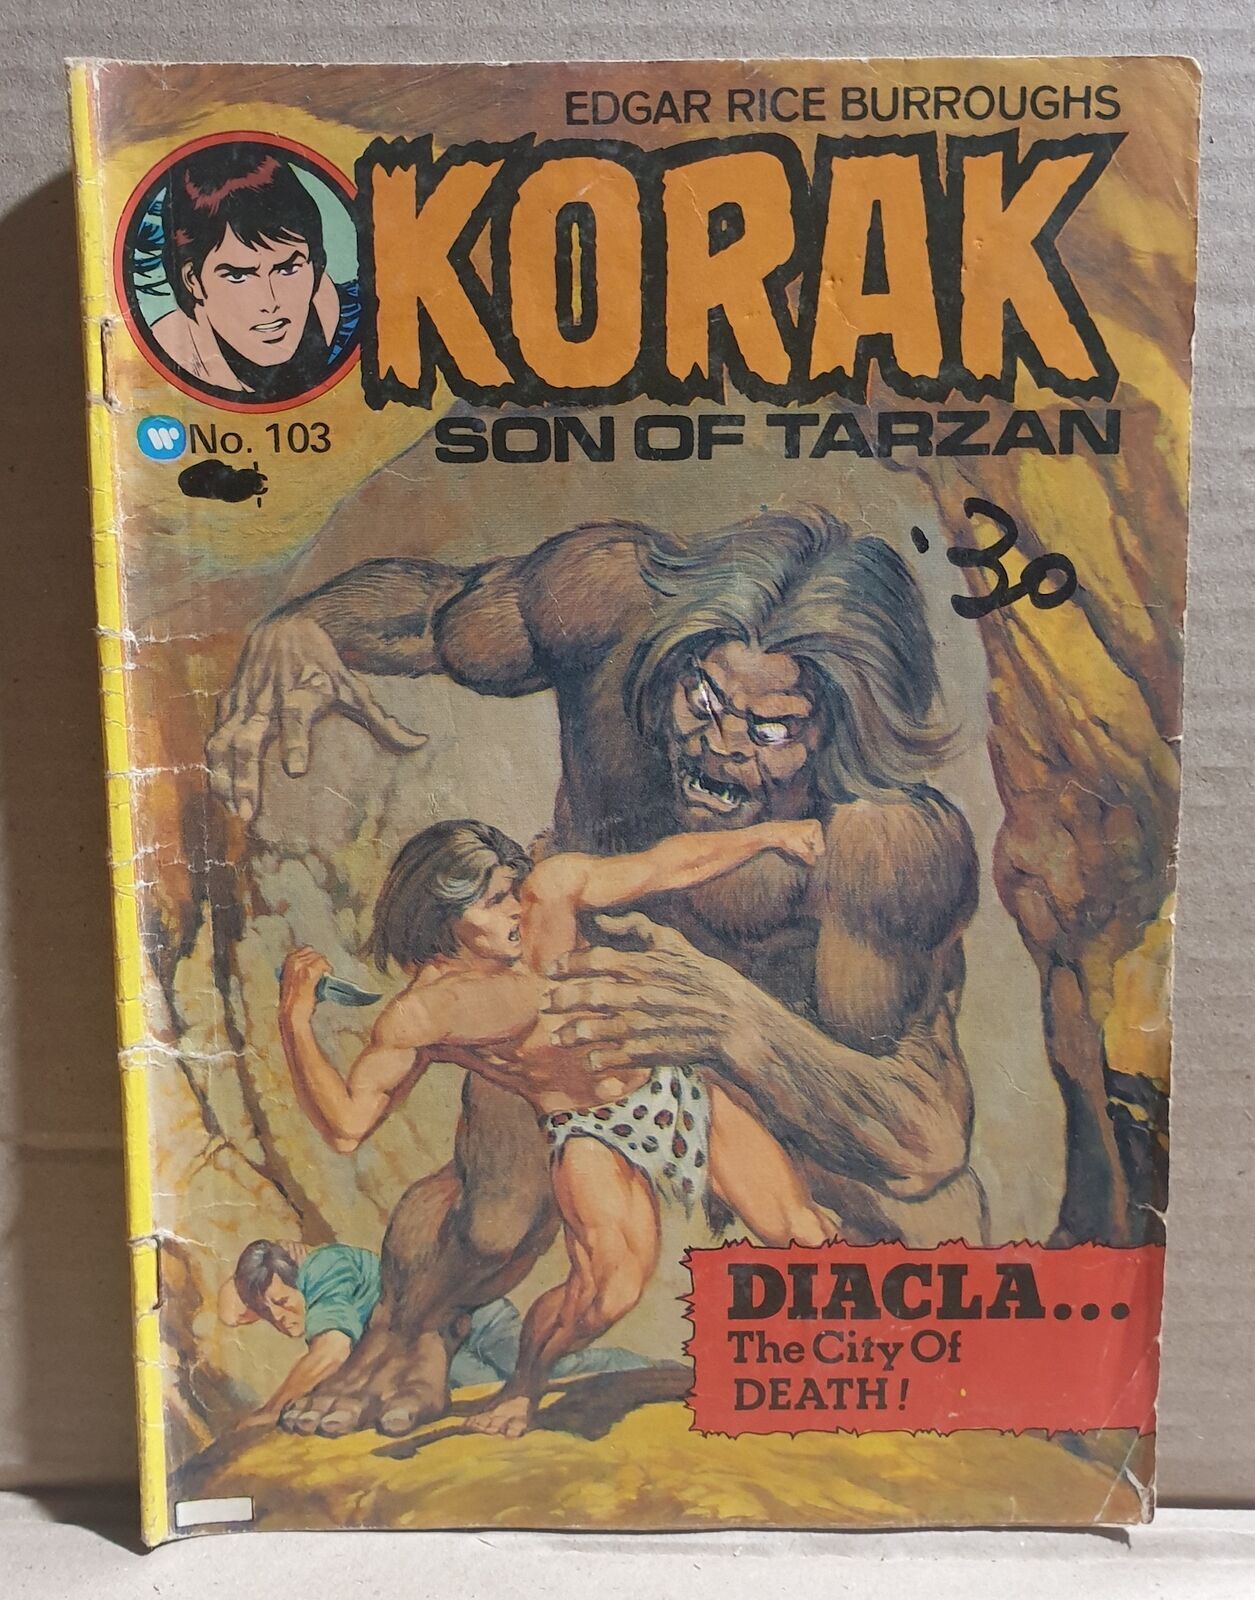 EDGAR RICE BURROUGHS
KORAK
SON OF TARZAN
No. 103
¢
'30
DIACLA...
The City Of
DEATH!